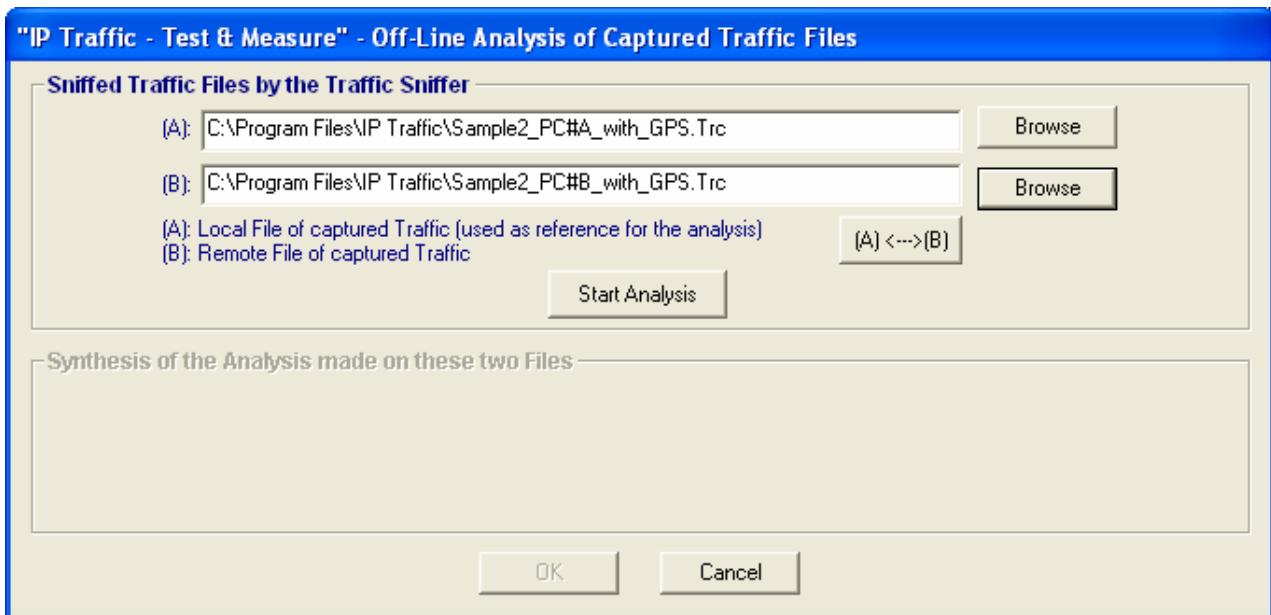 "IP Traffic - Test & Measure" - Off-Line Analysis of Captured Traffic Files
Sniffed Traffic Files by the Traffic Sniffer
(A): C:\Program Files\IP Traffic\Sample2_PC#A_with_GPS.Trc Browse
(B): C:\Program Files\IP Traffic\Sample2_PC#B_with_GPS.Trc Browse
(A): Local File of captured Traffic (used as reference for the analysis)
(B): Remote File of captured Traffic
(A) <--->(B)
Start Analysis
Synthesis of the Analysis made on these two Files
OK Cancel